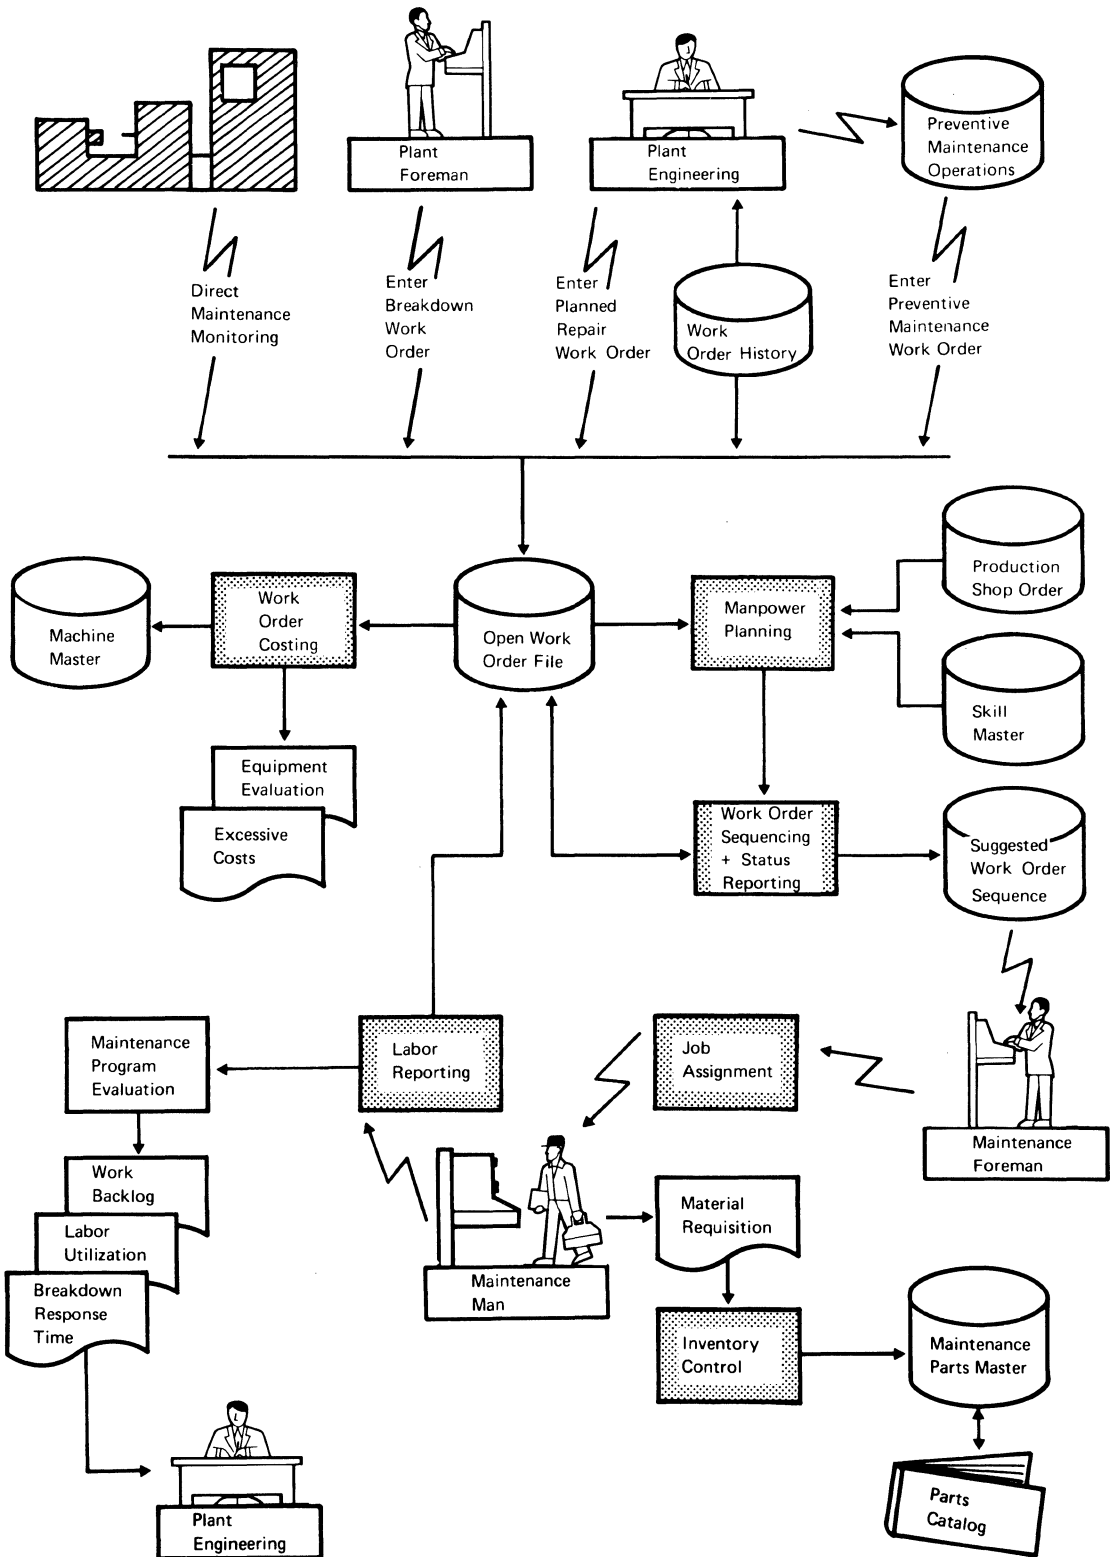 Plant
Foreman
Plant
Engineering
Preventive
Maintenance
Operations
Direct
Maintenance
Monitoring
Enter
Breakdown
Work
Order
Enter
Planned
Repair
Work Order
Work
Order History
Enter
Preventive
Maintenance
Work Order
Machine
Master
Work
Order
Costing
Open Work
Order File
Manpower
Planning
Production
Shop Order
Skill
Master
Equipment
Evaluation
Excessive
Costs
Work Order
Sequencing
+ Status
Reporting
Suggested
Work Order
Sequence
Maintenance
Program
Evaluation
Labor
Reporting
Job
Assignment
Maintenance
Foreman
Work
Backlog
Labor
Utilization
Breakdown
Response
Time
Maintenance
Man
Material
Requisition
Inventory
Control
Maintenance
Parts Master
Plant
Engineering
Parts
Catalog